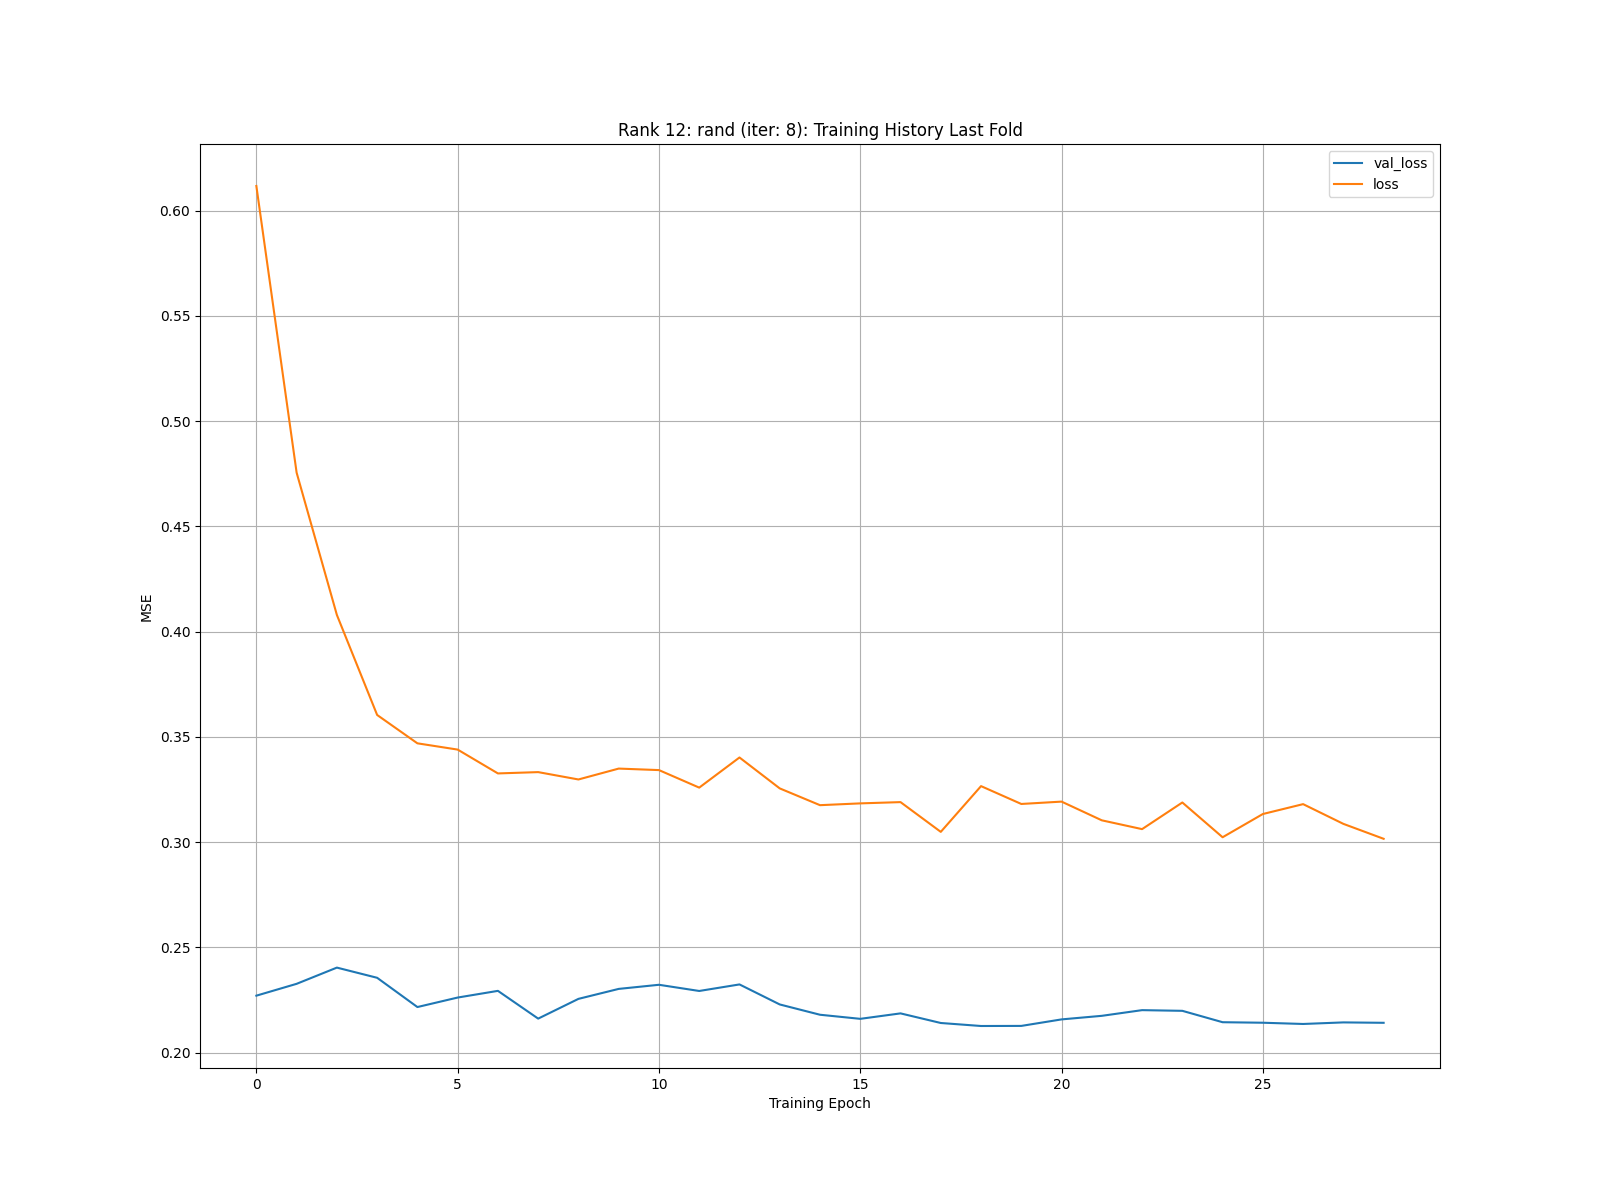 Rank 12: rand (iter: 8): Training History Last Fold
val_loss
loss
0.60
0.55
0.50
0.45
0.40
0.35
0.30
0.25
0.20
MSE
0 5 10 15 20 25
Training Epoch